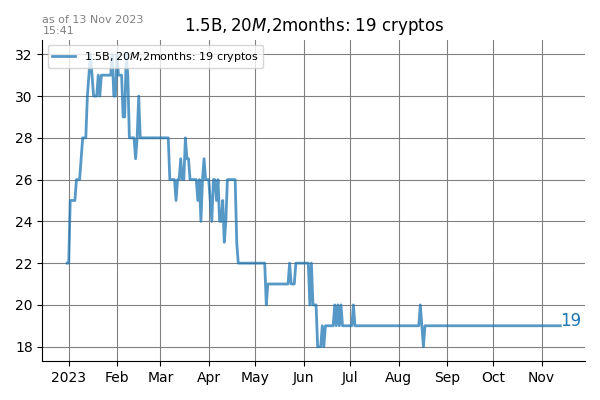 as of 13 Nov 2023
15:41
1.5B, 20M,2months: 19 cryptos
1.5B, 20M,2months: 19 cryptos
32
30
28
26
24
22
20
18
19
2023 Feb Mar Apr May Jun Jul Aug Sep Oct Nov